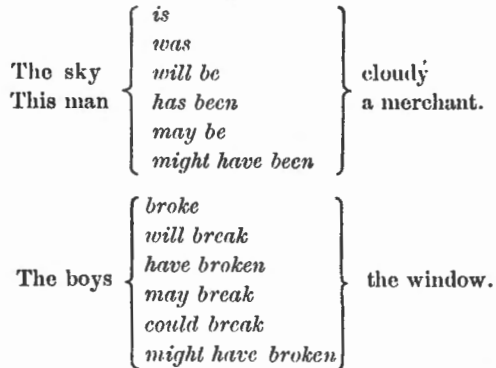 is
was
The sky will be cloudy
This man has been a merchant.
may be
might have been
broke
will break
The boys have broken the window.
may break
could break
might have broken